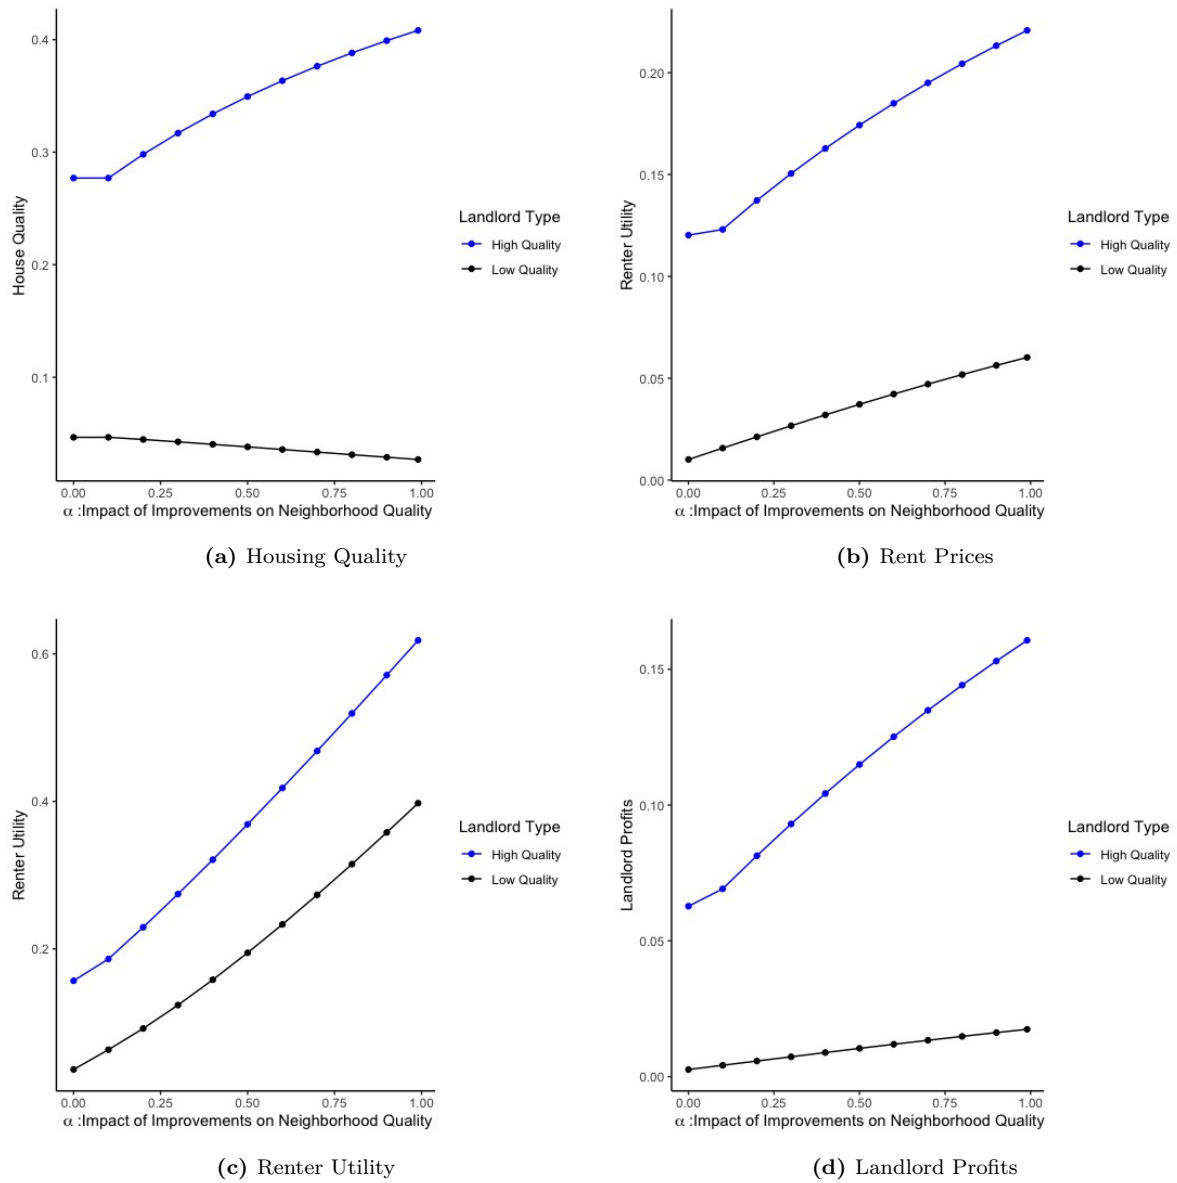 0.4
0.3
0.2
0.1
House Quality
0.00 0.25 0.50 0.75 1.00
α :Impact of Improvements on Neighborhood Quality
Landlord Type
High Quality
Low Quality
(a) Housing Quality
0.20
0.15
0.10
0.05
0.00
Renter Utility
0.00 0.25 0.50 0.75 1.00
α :Impact of Improvements on Neighborhood Quality
Landlord Type
High Quality
Low Quality
(b) Rent Prices
0.6
0.4
0.2
Renter Utility
0.00 0.25 0.50 0.75 1.00
α :Impact of Improvements on Neighborhood Quality
Landlord Type
High Quality
Low Quality
(c) Renter Utility
0.15
0.10
0.05
0.00
Landlord Profits
0.00 0.25 0.50 0.75 1.00
α :Impact of Improvements on Neighborhood Quality
Landlord Type
High Quality
Low Quality
(d) Landlord Profits